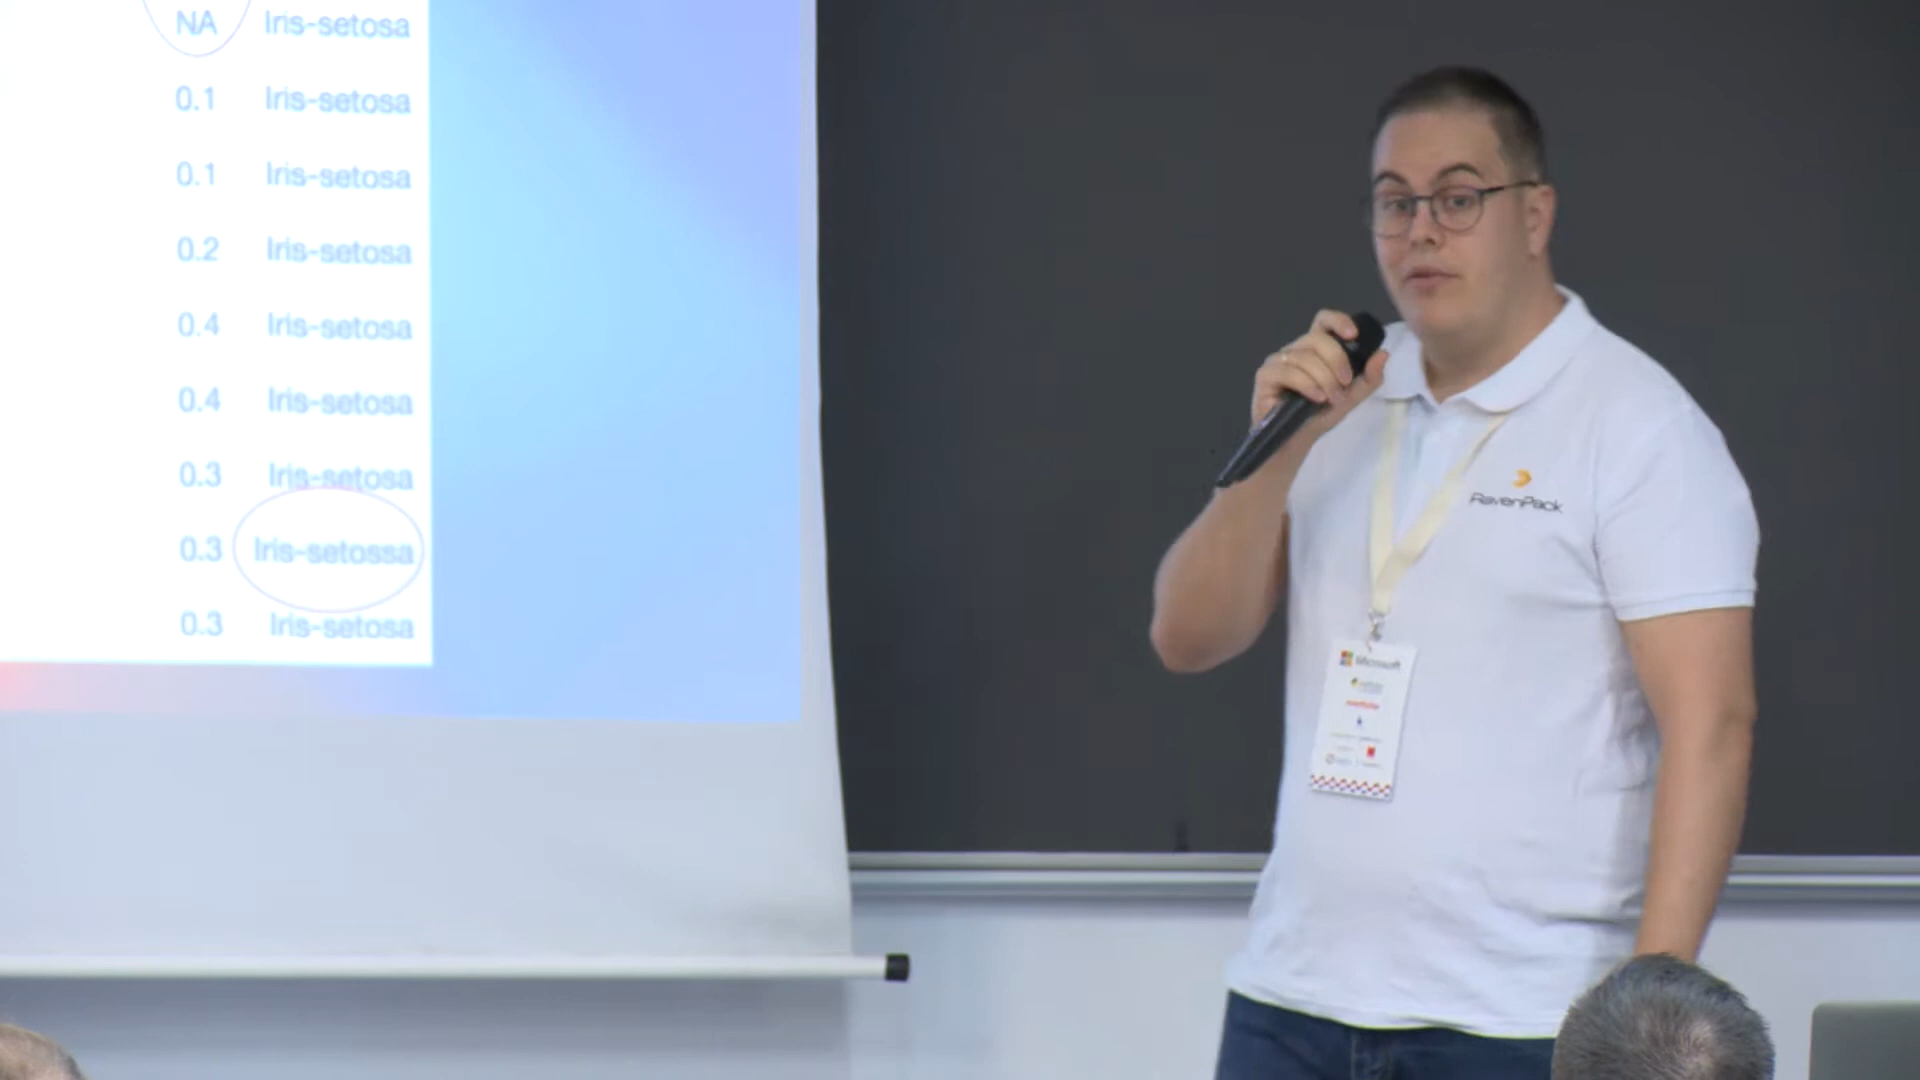 NA Iris-setosa
0.1 Iris-setosa
0.1 Iris-setosa
0.2 Iris-setosa
0.4 Iris-setosa
0.4 Iris-setosa
0.3 Iris-setosa
0.3 Iris-setossa
0.3 Iris-setosa
RavenPack
Microsoft